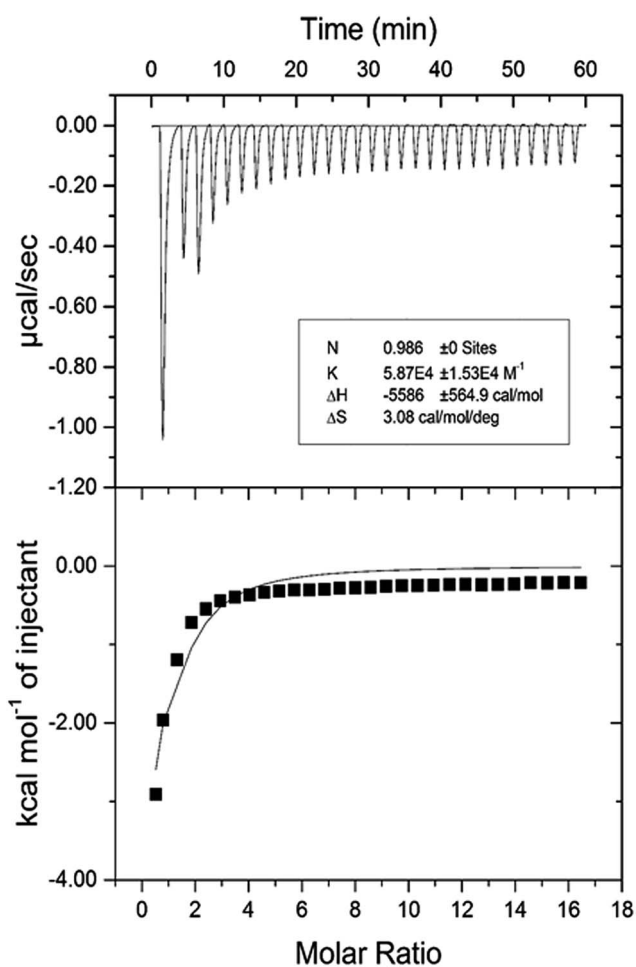 Time (min)
0 10 20 30 40 50 60
0.00
-0.20
-0.40
-0.60
-0.80
-1.00
-1.20
µcal/sec
N 0.986 ±0 Sites
K 5.87E4 ±1.53E4 M⁻¹
ΔH -5586 ±564.9 cal/mol
ΔS 3.08 cal/mol/deg
0.00
-2.00
-4.00
kcal mol⁻¹ of injectant
0 2 4 6 8 10 12 14 16 18
Molar Ratio